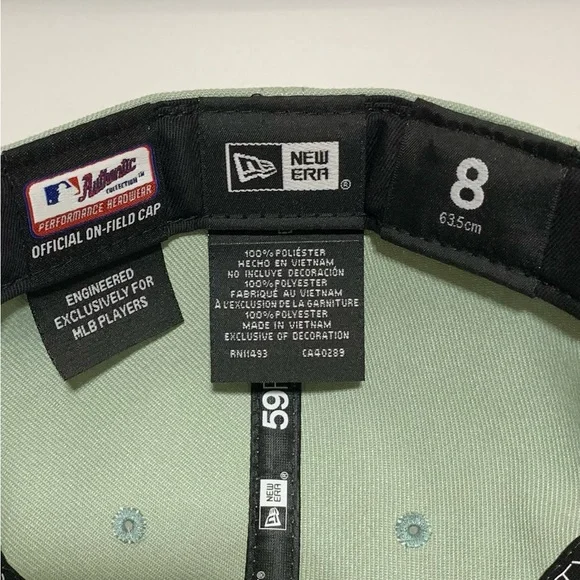 Authentic
COLLECTION TM
PERFORMANCE HEADWEAR
OFFICIAL ON-FIELD CAP
ENGINEERED
EXCLUSIVELY FOR
MLB PLAYERS
NEW
ERA®
8
63.5cm
100% POLIÉSTER
HECHO EN VIETNAM
NO INCLUYE DECORACIÓN
100% POLYESTER
FABRIQUÉ AU VIETNAM
À L'EXCLUSION DE LA GARNITURE
100% POLYESTER
MADE IN VIETNAM
EXCLUSIVE OF DECORATION
RN11493 CA40289
59F
NEW
ERA®
59